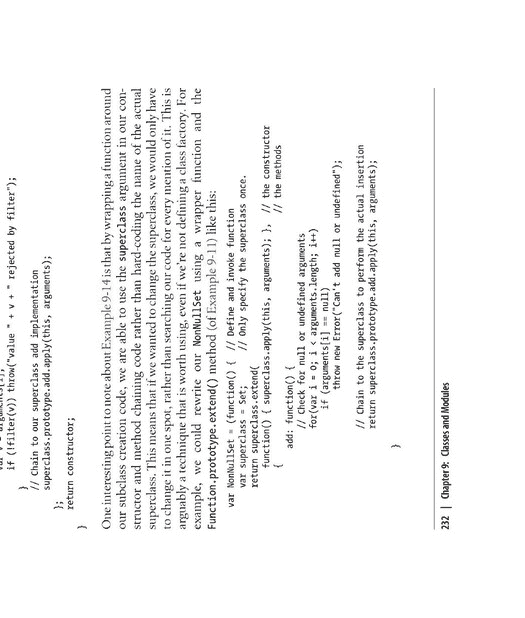 if (!filter(v)) throw("value " + v + " rejected by filter");
}
// Chain to our superclass add implementation
superclass.prototype.add.apply(this, arguments);
};
return constructor;
}
One interesting point to note about Example 9-14 is that by wrapping a function around
our subclass creation code, we are able to use the superclass argument in our con-
structor and method chaining code rather than hard-coding the name of the actual
superclass. This means that if we wanted to change the superclass, we would only have
to change it in one spot, rather than searching our code for every mention of it. This is
arguably a technique that is worth using, even if we're not defining a class factory. For
example, we could rewrite our NonNullSet using a wrapper function and the
Function.prototype.extend() method (of Example 9-11) like this:
var NonNullSet = (function() { // Define and invoke function
var superclass = Set; // Only specify the superclass once.
return superclass.extend(
function() { superclass.apply(this, arguments); }, // the constructor
{ // the methods
add: function() {
// Check for null or undefined arguments
for(var i = 0; i < arguments.length; i++)
if (arguments[i] == null)
throw new Error("Can't add null or undefined");
// Chain to the superclass to perform the actual insertion
return superclass.prototype.add.apply(this, arguments);
}
232 | Chapter 9: Classes and Modules